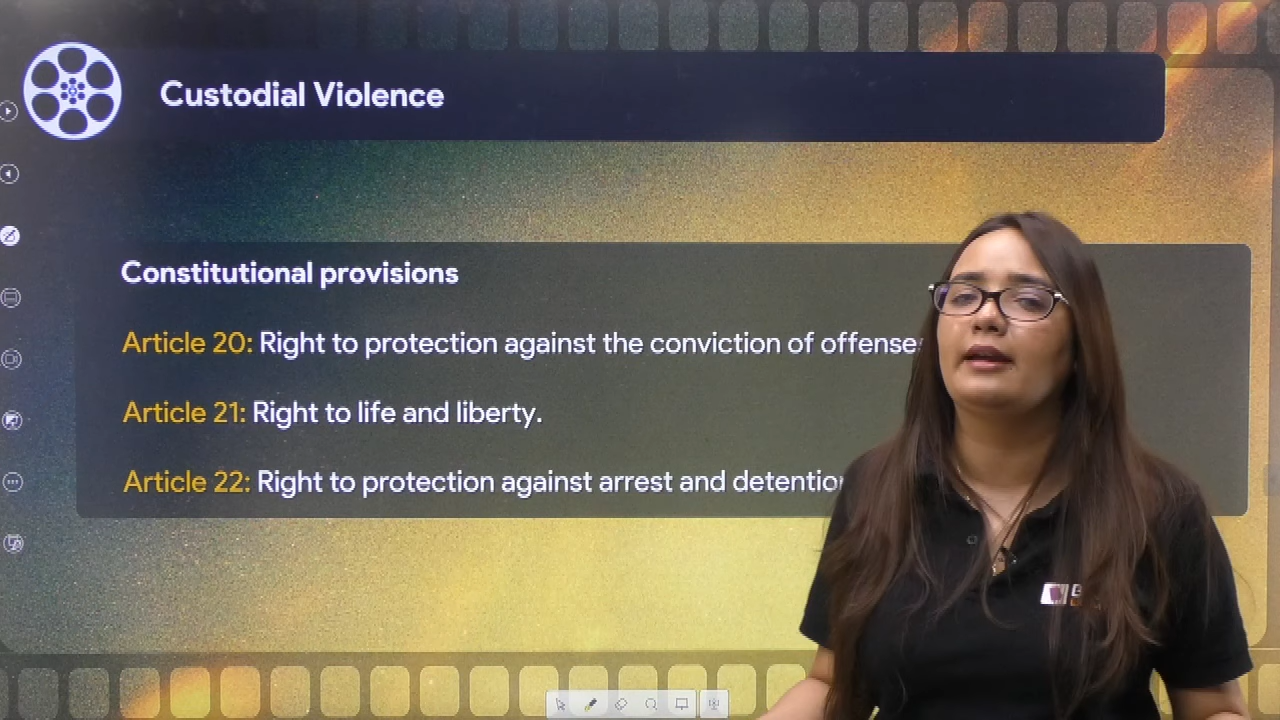 Custodial Violence
Constitutional provisions
Article 20: Right to protection against the conviction of offense
Article 21: Right to life and liberty.
Article 22: Right to protection against arrest and